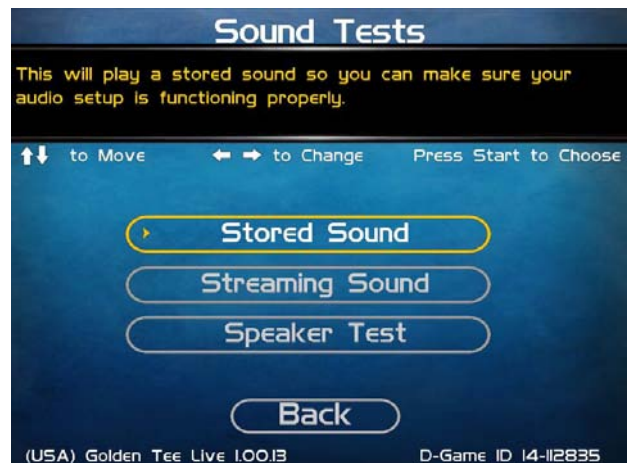 Sound Tests
This will play a stored sound so you can make sure your
audio setup is functioning properly.
to Move to Change Press Start to Choose
Stored Sound
Streaming Sound
Speaker Test
Back
(USA) Golden Tee Live 1.00.13 D-Game ID 14-112835